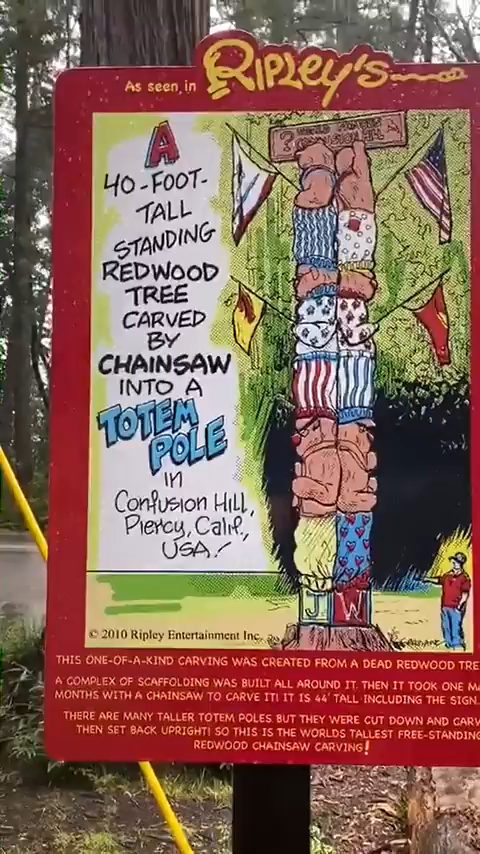 As seen in RIPLEY'S
A
40-FOOT-
TALL
STANDING
REDWOOD
TREE
CARVED
BY
CHAINSAW
INTO A
TOTEM
POLE
in
Confusion Hill,
Piercy, Calif.,
USA!
J W
© 2010 Ripley Entertainment Inc.
THIS ONE-OF-A-KIND CARVING WAS CREATED FROM A DEAD REDWOOD TRE
A COMPLEX OF SCAFFOLDING WAS BUILT ALL AROUND IT. THEN IT TOOK ONE MA
MONTHS WITH A CHAINSAW TO CARVE IT! IT IS 44' TALL INCLUDING THE SIGN.
THERE ARE MANY TALLER TOTEM POLES BUT THEY WERE CUT DOWN AND CARV
THEN SET BACK UPRIGHT! SO THIS IS THE WORLDS TALLEST FREE-STANDING
REDWOOD CHAINSAW CARVING!